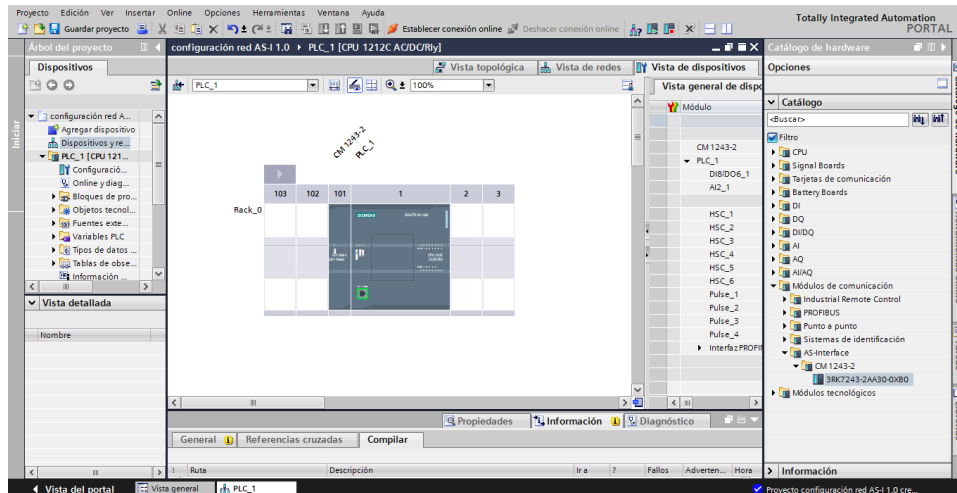 Proyecto Edición Ver Insertar Online Opciones Herramientas Ventana Ayuda
Totally Integrated Automation
PORTAL
Guardar proyecto
Establecer conexión online
Deshacer conexión online
Árbol del proyecto
configuración red AS-I 1.0 PLC_1 [CPU 1212C AC/DC/Rly]
Catálogo de hardware
Dispositivos
Vista topológica
Vista de redes
Vista de dispositivos
Opciones
PLC_1
100%
Vista general de dispo
Módulo
Catálogo
<Buscar>
Filtro
Iniciar
configuración red A...
Agregar dispositivo
Dispositivos y re...
PLC_1 [CPU 121...
Configuració...
Online y diag...
Bloques de pro...
Objetos tecnol...
Fuentes exte...
Variables PLC
Tipos de datos ...
Tablas de obse...
Información ...
CM 1243-2
PLC_1
103 102 101 1 2 3
Rack_0
SIEMENS
CM 1243-2
PLC_1
DI8/DO6_1
AI2_1
HSC_1
HSC_2
HSC_3
HSC_4
HSC_5
HSC_6
Pulse_1
Pulse_2
Pulse_3
Pulse_4
Interfaz PROFI
CPU
Signal Boards
Tarjetas de comunicación
Battery Boards
DI
DQ
DI/DQ
AI
AQ
AI/AQ
Módulos de comunicación
Industrial Remote Control
PROFIBUS
Punto a punto
Sistemas de identificación
AS-Interface
CM 1243-2
3RK7243-2AA30-0XB0
Módulos tecnológicos
Vista detallada
Nombre
Propiedades
Información
Diagnóstico
General
Referencias cruzadas
Compilar
! Ruta Descripción Ir a ? Fallos Adverten... Hora
Información
Vista del portal
Vista general
PLC_1
Proyecto configuración red AS-I 1.0 cre...